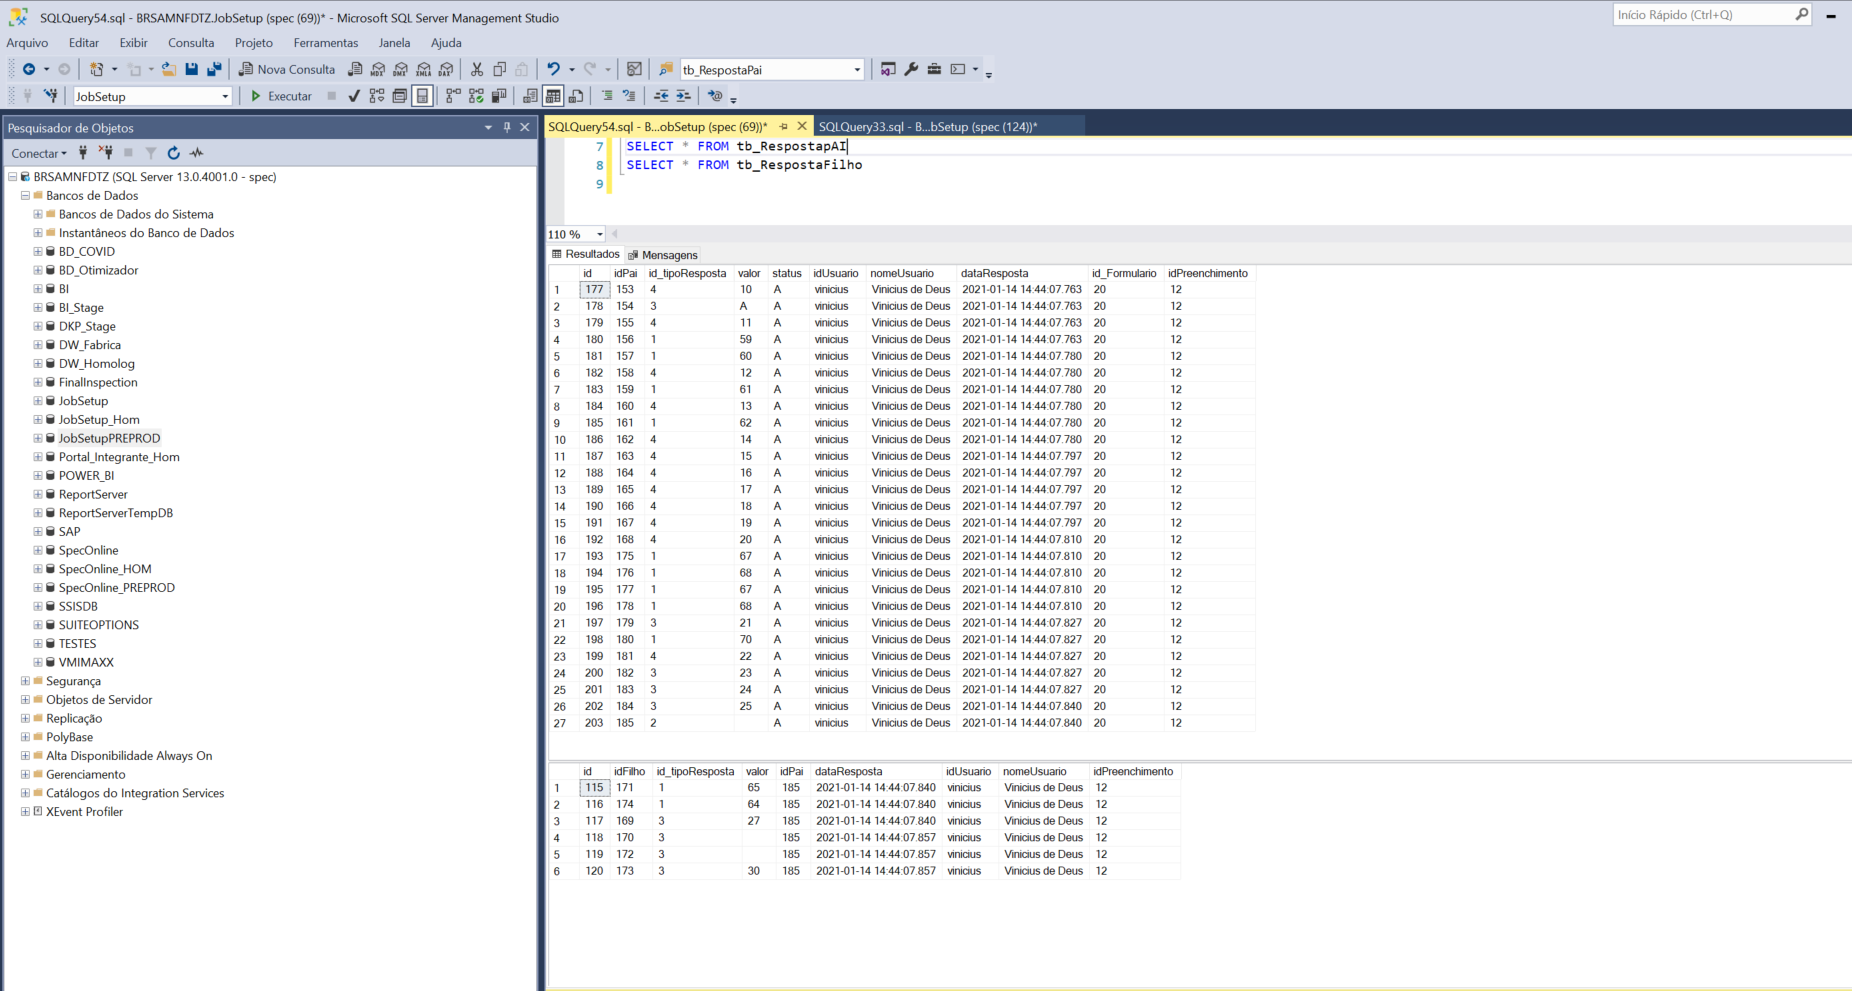 SQLQuery54.sql - BRSAMNFDTZ.JobSetup (spec (69))* - Microsoft SQL Server Management Studio
Início Rápido (Ctrl+Q)
Arquivo Editar Exibir Consulta Projeto Ferramentas Janela Ajuda
Nova Consulta MDX DMX XMLA DAX tb_RespostaPai
JobSetup Executar
Pesquisador de Objetos
Conectar
BRSAMNFDTZ (SQL Server 13.0.4001.0 - spec)
Bancos de Dados
Bancos de Dados do Sistema
Instantâneos do Banco de Dados
BD_COVID
BD_Otimizador
BI
BI_Stage
DKP_Stage
DW_Fabrica
DW_Homolog
FinalInspection
JobSetup
JobSetup_Hom
JobSetupPREPROD
Portal_Integrante_Hom
POWER_BI
ReportServer
ReportServerTempDB
SAP
SpecOnline
SpecOnline_HOM
SpecOnline_PREPROD
SSISDB
SUITEOPTIONS
TESTES
VMIMAXX
Segurança
Objetos de Servidor
Replicação
PolyBase
Alta Disponibilidade Always On
Gerenciamento
Catálogos do Integration Services
XEvent Profiler
SQLQuery54.sql - B...obSetup (spec (69))* SQLQuery33.sql - B...bSetup (spec (124))*
7 SELECT * FROM tb_RespostapAI
8 SELECT * FROM tb_RespostaFilho
9
110 %
Resultados Mensagens
id idPai id_tipoResposta valor status idUsuario nomeUsuario dataResposta id_Formulario idPreenchimento
1 177 153 4 10 A vinicius Vinicius de Deus 2021-01-14 14:44:07.763 20 12
2 178 154 3 A A vinicius Vinicius de Deus 2021-01-14 14:44:07.763 20 12
3 179 155 4 11 A vinicius Vinicius de Deus 2021-01-14 14:44:07.763 20 12
4 180 156 1 59 A vinicius Vinicius de Deus 2021-01-14 14:44:07.763 20 12
5 181 157 1 60 A vinicius Vinicius de Deus 2021-01-14 14:44:07.780 20 12
6 182 158 4 12 A vinicius Vinicius de Deus 2021-01-14 14:44:07.780 20 12
7 183 159 1 61 A vinicius Vinicius de Deus 2021-01-14 14:44:07.780 20 12
8 184 160 4 13 A vinicius Vinicius de Deus 2021-01-14 14:44:07.780 20 12
9 185 161 1 62 A vinicius Vinicius de Deus 2021-01-14 14:44:07.780 20 12
10 186 162 4 14 A vinicius Vinicius de Deus 2021-01-14 14:44:07.780 20 12
11 187 163 4 15 A vinicius Vinicius de Deus 2021-01-14 14:44:07.797 20 12
12 188 164 4 16 A vinicius Vinicius de Deus 2021-01-14 14:44:07.797 20 12
13 189 165 4 17 A vinicius Vinicius de Deus 2021-01-14 14:44:07.797 20 12
14 190 166 4 18 A vinicius Vinicius de Deus 2021-01-14 14:44:07.797 20 12
15 191 167 4 19 A vinicius Vinicius de Deus 2021-01-14 14:44:07.797 20 12
16 192 168 4 20 A vinicius Vinicius de Deus 2021-01-14 14:44:07.810 20 12
17 193 175 1 67 A vinicius Vinicius de Deus 2021-01-14 14:44:07.810 20 12
18 194 176 1 68 A vinicius Vinicius de Deus 2021-01-14 14:44:07.810 20 12
19 195 177 1 67 A vinicius Vinicius de Deus 2021-01-14 14:44:07.810 20 12
20 196 178 1 68 A vinicius Vinicius de Deus 2021-01-14 14:44:07.810 20 12
21 197 179 3 21 A vinicius Vinicius de Deus 2021-01-14 14:44:07.827 20 12
22 198 180 1 70 A vinicius Vinicius de Deus 2021-01-14 14:44:07.827 20 12
23 199 181 4 22 A vinicius Vinicius de Deus 2021-01-14 14:44:07.827 20 12
24 200 182 3 23 A vinicius Vinicius de Deus 2021-01-14 14:44:07.827 20 12
25 201 183 3 24 A vinicius Vinicius de Deus 2021-01-14 14:44:07.827 20 12
26 202 184 3 25 A vinicius Vinicius de Deus 2021-01-14 14:44:07.840 20 12
27 203 185 2 A vinicius Vinicius de Deus 2021-01-14 14:44:07.840 20 12
id idFilho id_tipoResposta valor idPai dataResposta idUsuario nomeUsuario idPreenchimento
1 115 171 1 65 185 2021-01-14 14:44:07.840 vinicius Vinicius de Deus 12
2 116 174 1 64 185 2021-01-14 14:44:07.840 vinicius Vinicius de Deus 12
3 117 169 3 27 185 2021-01-14 14:44:07.840 vinicius Vinicius de Deus 12
4 118 170 3 185 2021-01-14 14:44:07.857 vinicius Vinicius de Deus 12
5 119 172 3 185 2021-01-14 14:44:07.857 vinicius Vinicius de Deus 12
6 120 173 3 30 185 2021-01-14 14:44:07.857 vinicius Vinicius de Deus 12